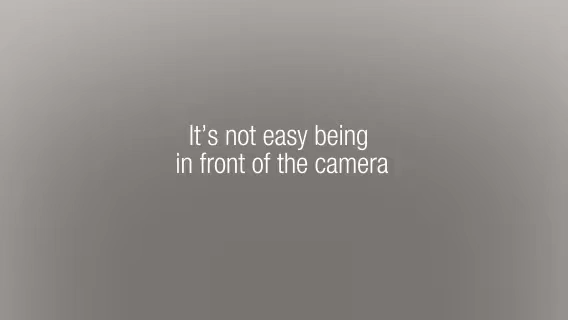 It’s not easy being
in front of the camera